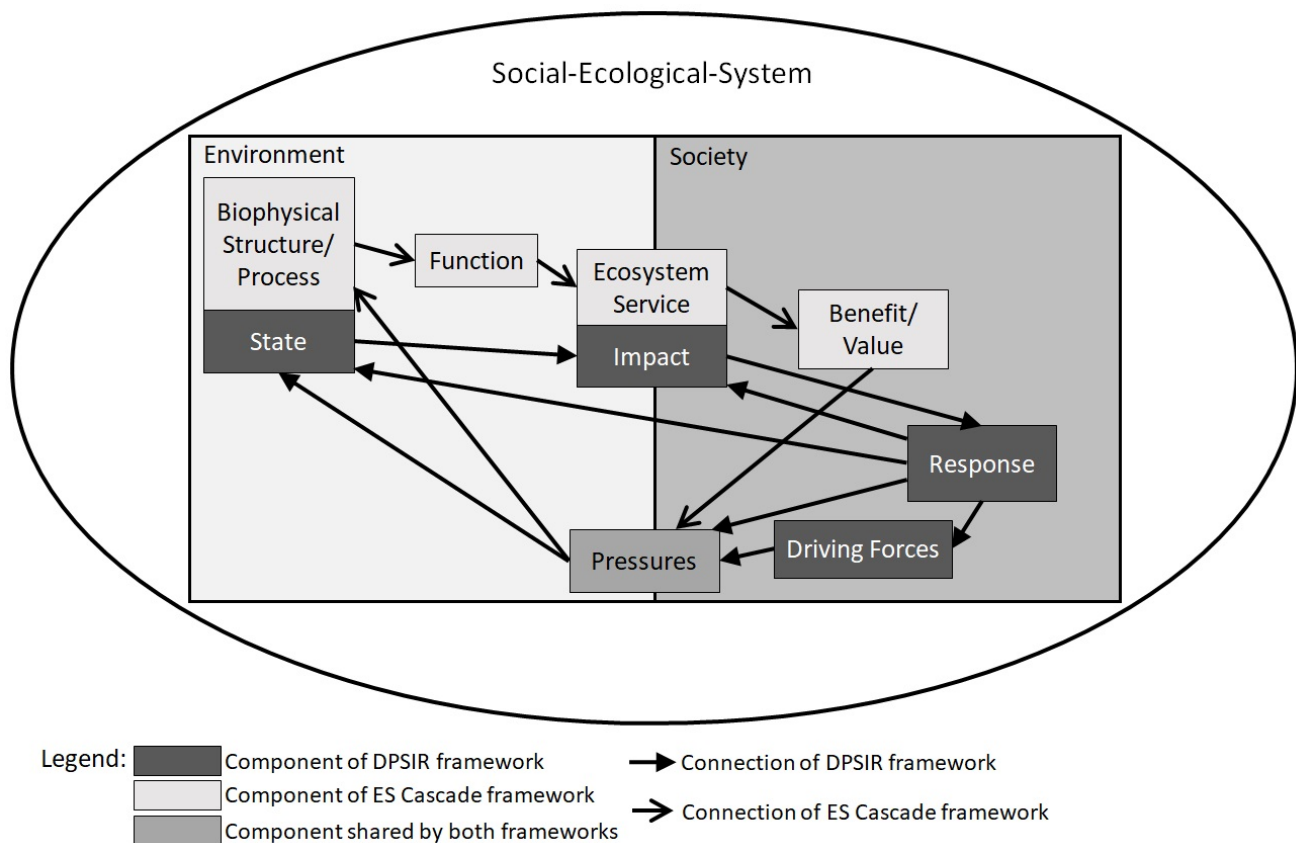 Social-Ecological-System
Environment
Society
Biophysical
Structure/
Process
Function
Ecosystem
Service
Benefit/
Value
State
Impact
Response
Driving Forces
Pressures
Legend:
Component of DPSIR framework
Connection of DPSIR framework
Component of ES Cascade framework
Connection of ES Cascade framework
Component shared by both frameworks